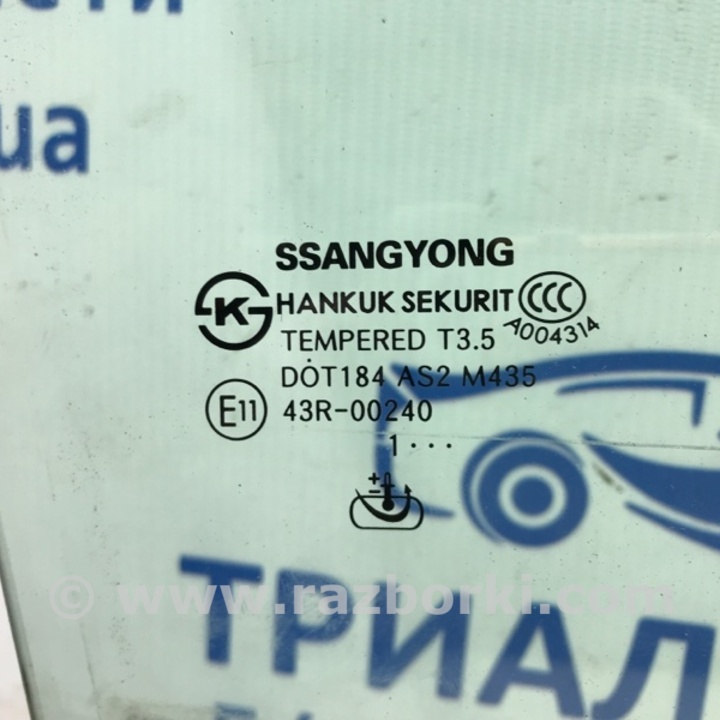 ua
SSANGYONG
K HANKUK SEKURIT CCC
TEMPERED T3.5 A004314
DOT184 AS2 M435
E11 43R-00240
1 · · ·
© www.razborki.com
ТРИАЛ